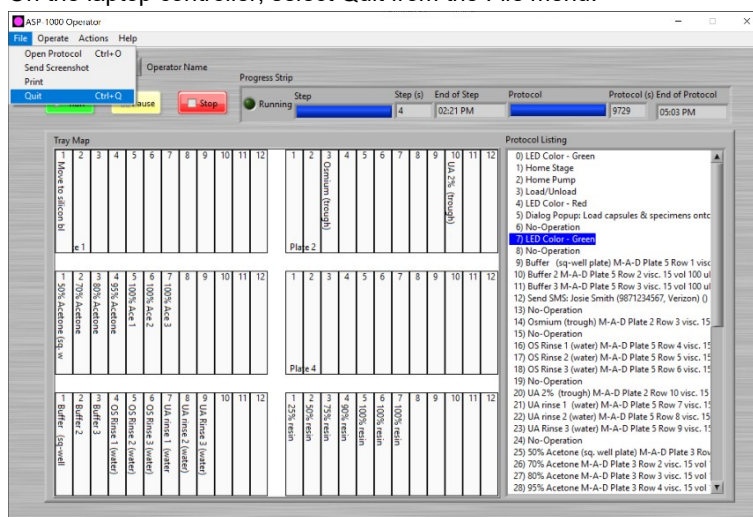 On the laptop controller, select Quit from the File menu.
ASP-1000 Operator
File Operate Actions Help
Open Protocol Ctrl+O
Send Screenshot
Print
Quit Ctrl+Q
Operator Name
Stop
Progress Strip
Running
Step
Step (s)
4
End of Step
02:21 PM
Protocol
Protocol (s)
9729
End of Protocol
05:03 PM
Tray Map
1 2 3 4 5 6 7 8 9 10 11 12
Move to silicon bl
1 2 3 4 5 6 7 8 9 10 11 12
Osmium (trough)
UA 2% (trough)
Plate 2
1 2 3 4 5 6 7 8 9 10 11 12
50% Acetone (sq. w
70% Acetone
80% Acetone
95% Acetone
100% Ace 1
100% Ace 2
100% Ace 3
1 2 3 4 5 6 7 8 9 10 11 12
Plate 4
1 2 3 4 5 6 7 8 9 10 11 12
Buffer (sq-well
Buffer 2
Buffer 3
OS Rinse 1 (water)
OS Rinse 2 (water)
OS Rinse 3 (water)
UA rinse 1 (water
UA rinse 2 (water)
UA Rinse 3 (water)
1 2 3 4 5 6 7 8 9 10 11 12
25% resin
50% resin
75% resin
90% resin
100% resin
100% resin
100% resin
Protocol Listing
0) LED Color - Green
1) Home Stage
2) Home Pump
3) Load/Unload
4) LED Color - Red
5) Dialog Popup: Load capsules & specimens ontc
6) No-Operation
7) LED Color - Green
8) No-Operation
9) Buffer (sq-well plate) M-A-D Plate 5 Row 1 visc
10) Buffer 2 M-A-D Plate 5 Row 2 visc. 15 vol 100 ul
11) Buffer 3 M-A-D Plate 5 Row 3 visc. 15 vol 100 ul
12) Send SMS: Josie Smith (9871234567, Verizon) ()
13) No-Operation
14) Osmium (trough) M-A-D Plate 2 Row 3 visc. 15
15) No-Operation
16) OS Rinse 1 (water) M-A-D Plate 5 Row 4 visc. 15
17) OS Rinse 2 (water) M-A-D Plate 5 Row 5 visc. 15
18) OS Rinse 3 (water) M-A-D Plate 5 Row 6 visc. 15
19) No-Operation
20) UA 2% (trough) M-A-D Plate 2 Row 10 visc. 15
21) UA rinse 1 (water) M-A-D Plate 5 Row 7 visc. 15
22) UA rinse 2 (water) M-A-D Plate 5 Row 8 visc. 15
23) UA Rinse 3 (water) M-A-D Plate 5 Row 9 visc. 15
24) No-Operation
25) 50% Acetone (sq. well plate) M-A-D Plate 3 Rov
26) 70% Acetone M-A-D Plate 3 Row 2 visc. 15 vol
27) 80% Acetone M-A-D Plate 3 Row 3 visc. 15 vol
28) 95% Acetone M-A-D Plate 3 Row 4 visc. 15 vol